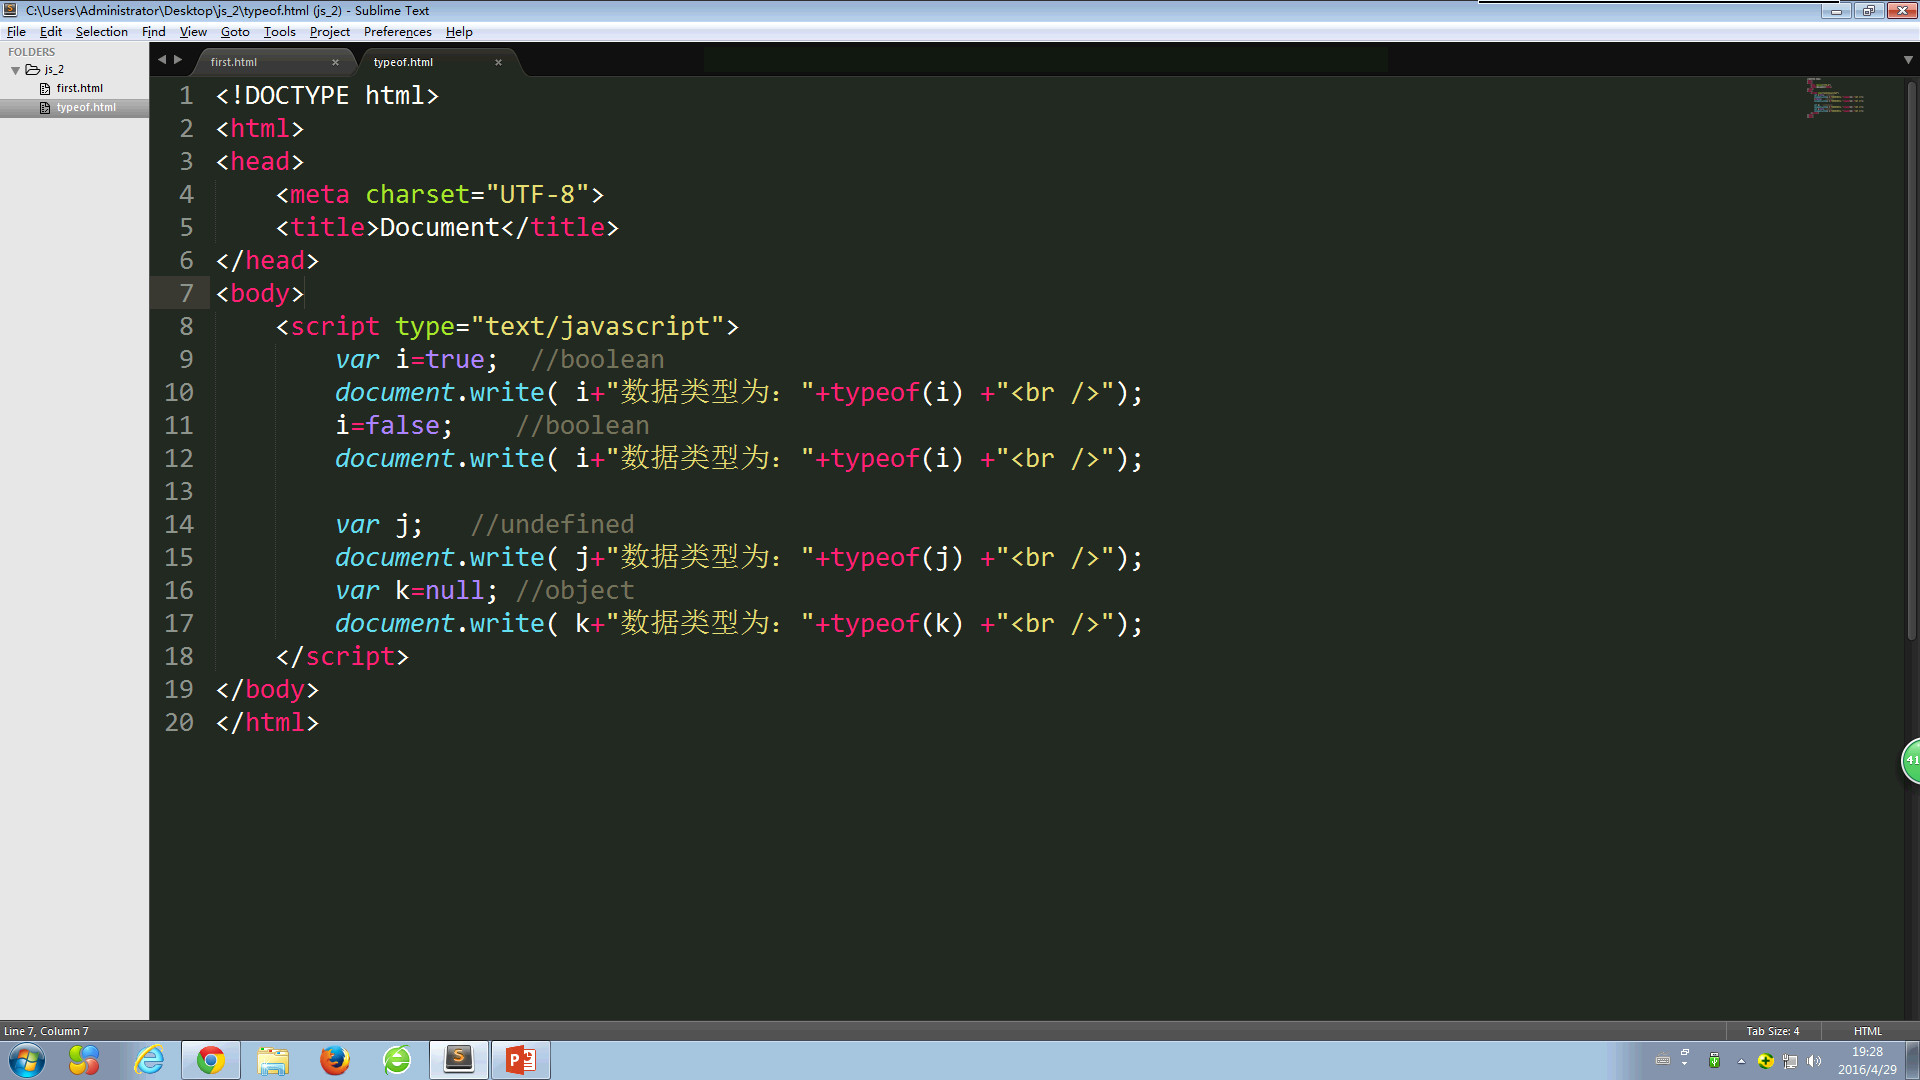 C:\Users\Administrator\Desktop\js_2\typeof.html (js_2) - Sublime Text
File Edit Selection Find View Goto Tools Project Preferences Help
FOLDERS
js_2
first.html
typeof.html
first.html × typeof.html ×
1 <!DOCTYPE html>
2 <html>
3 <head>
4     <meta charset="UTF-8">
5     <title>Document</title>
6 </head>
7 <body>
8     <script type="text/javascript">
9         var i=true;  //boolean
10         document.write( i+"数据类型为："+typeof(i) +"<br />");
11         i=false;    //boolean
12         document.write( i+"数据类型为："+typeof(i) +"<br />");
13
14         var j;   //undefined
15         document.write( j+"数据类型为："+typeof(j) +"<br />");
16         var k=null; //object
17         document.write( k+"数据类型为："+typeof(k) +"<br />");
18     </script>
19 </body>
20 </html>
41
Line 7, Column 7
Tab Size: 4
HTML
19:28
2016/4/29